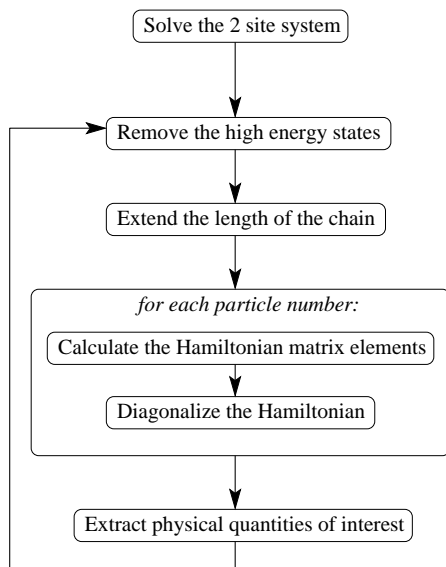 Solve the 2 site system
Remove the high energy states
Extend the length of the chain
for each particle number:
Calculate the Hamiltonian matrix elements
Diagonalize the Hamiltonian
Extract physical quantities of interest